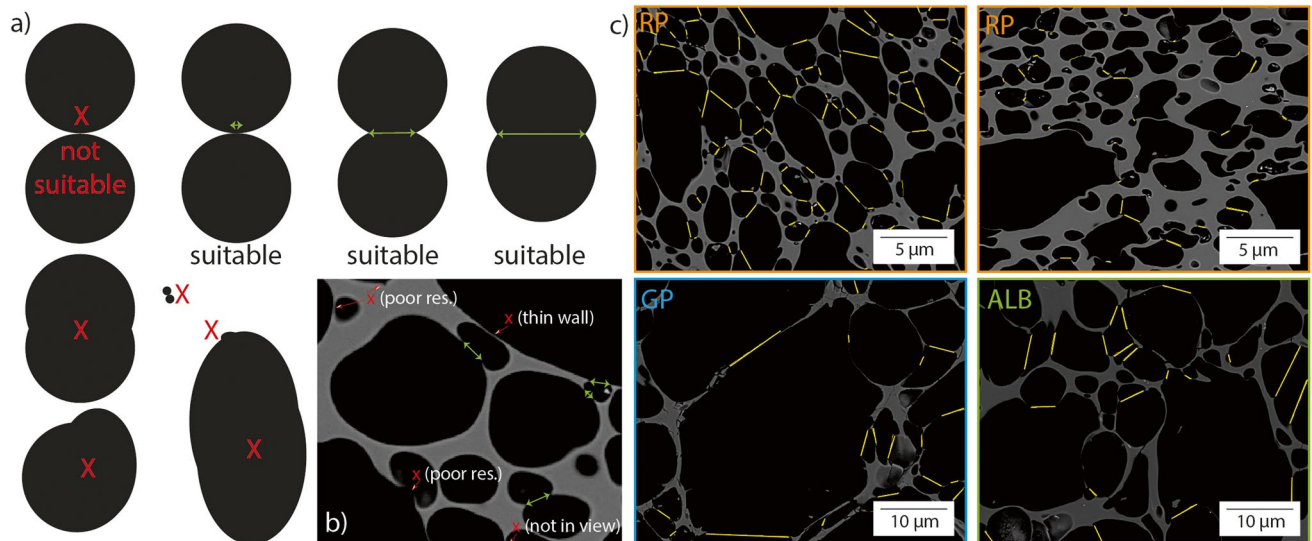 a)
X
not
suitable
suitable
suitable
suitable
X
X
X
X
X
b)
x (poor res.)
x (thin wall)
x (poor res.)
x (not in view)
c)
RP
5 μm
RP
5 μm
GP
10 μm
ALB
10 μm